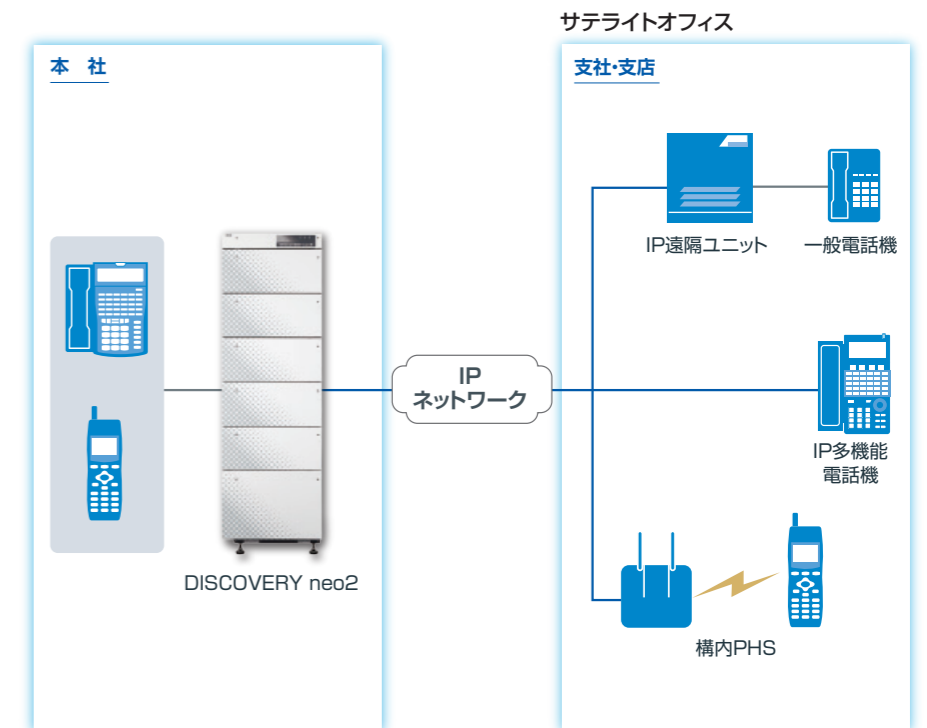 サテライトオフィス
本 社
支社・支店
IP遠隔ユニット
一般電話機
IP
ネットワーク
IP多機能
電話機
DISCOVERY neo2
構内PHS